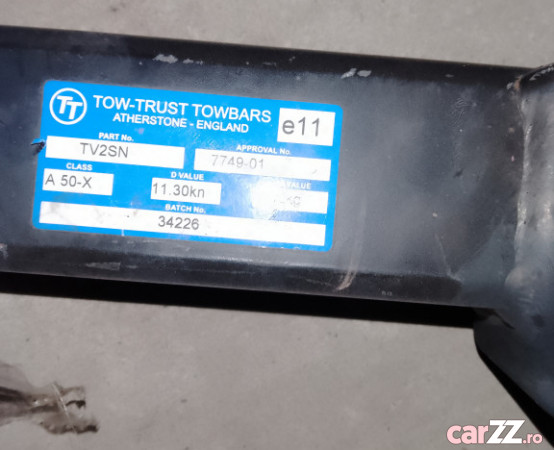 TT TOW-TRUST TOWBARS
ATHERSTONE - ENGLAND
e11
PART No. APPROVAL No.
TV2SN 7749-01
CLASS D VALUE VALUE
A 50-X 11.30kn
BATCH No.
34226
carZZ.ro